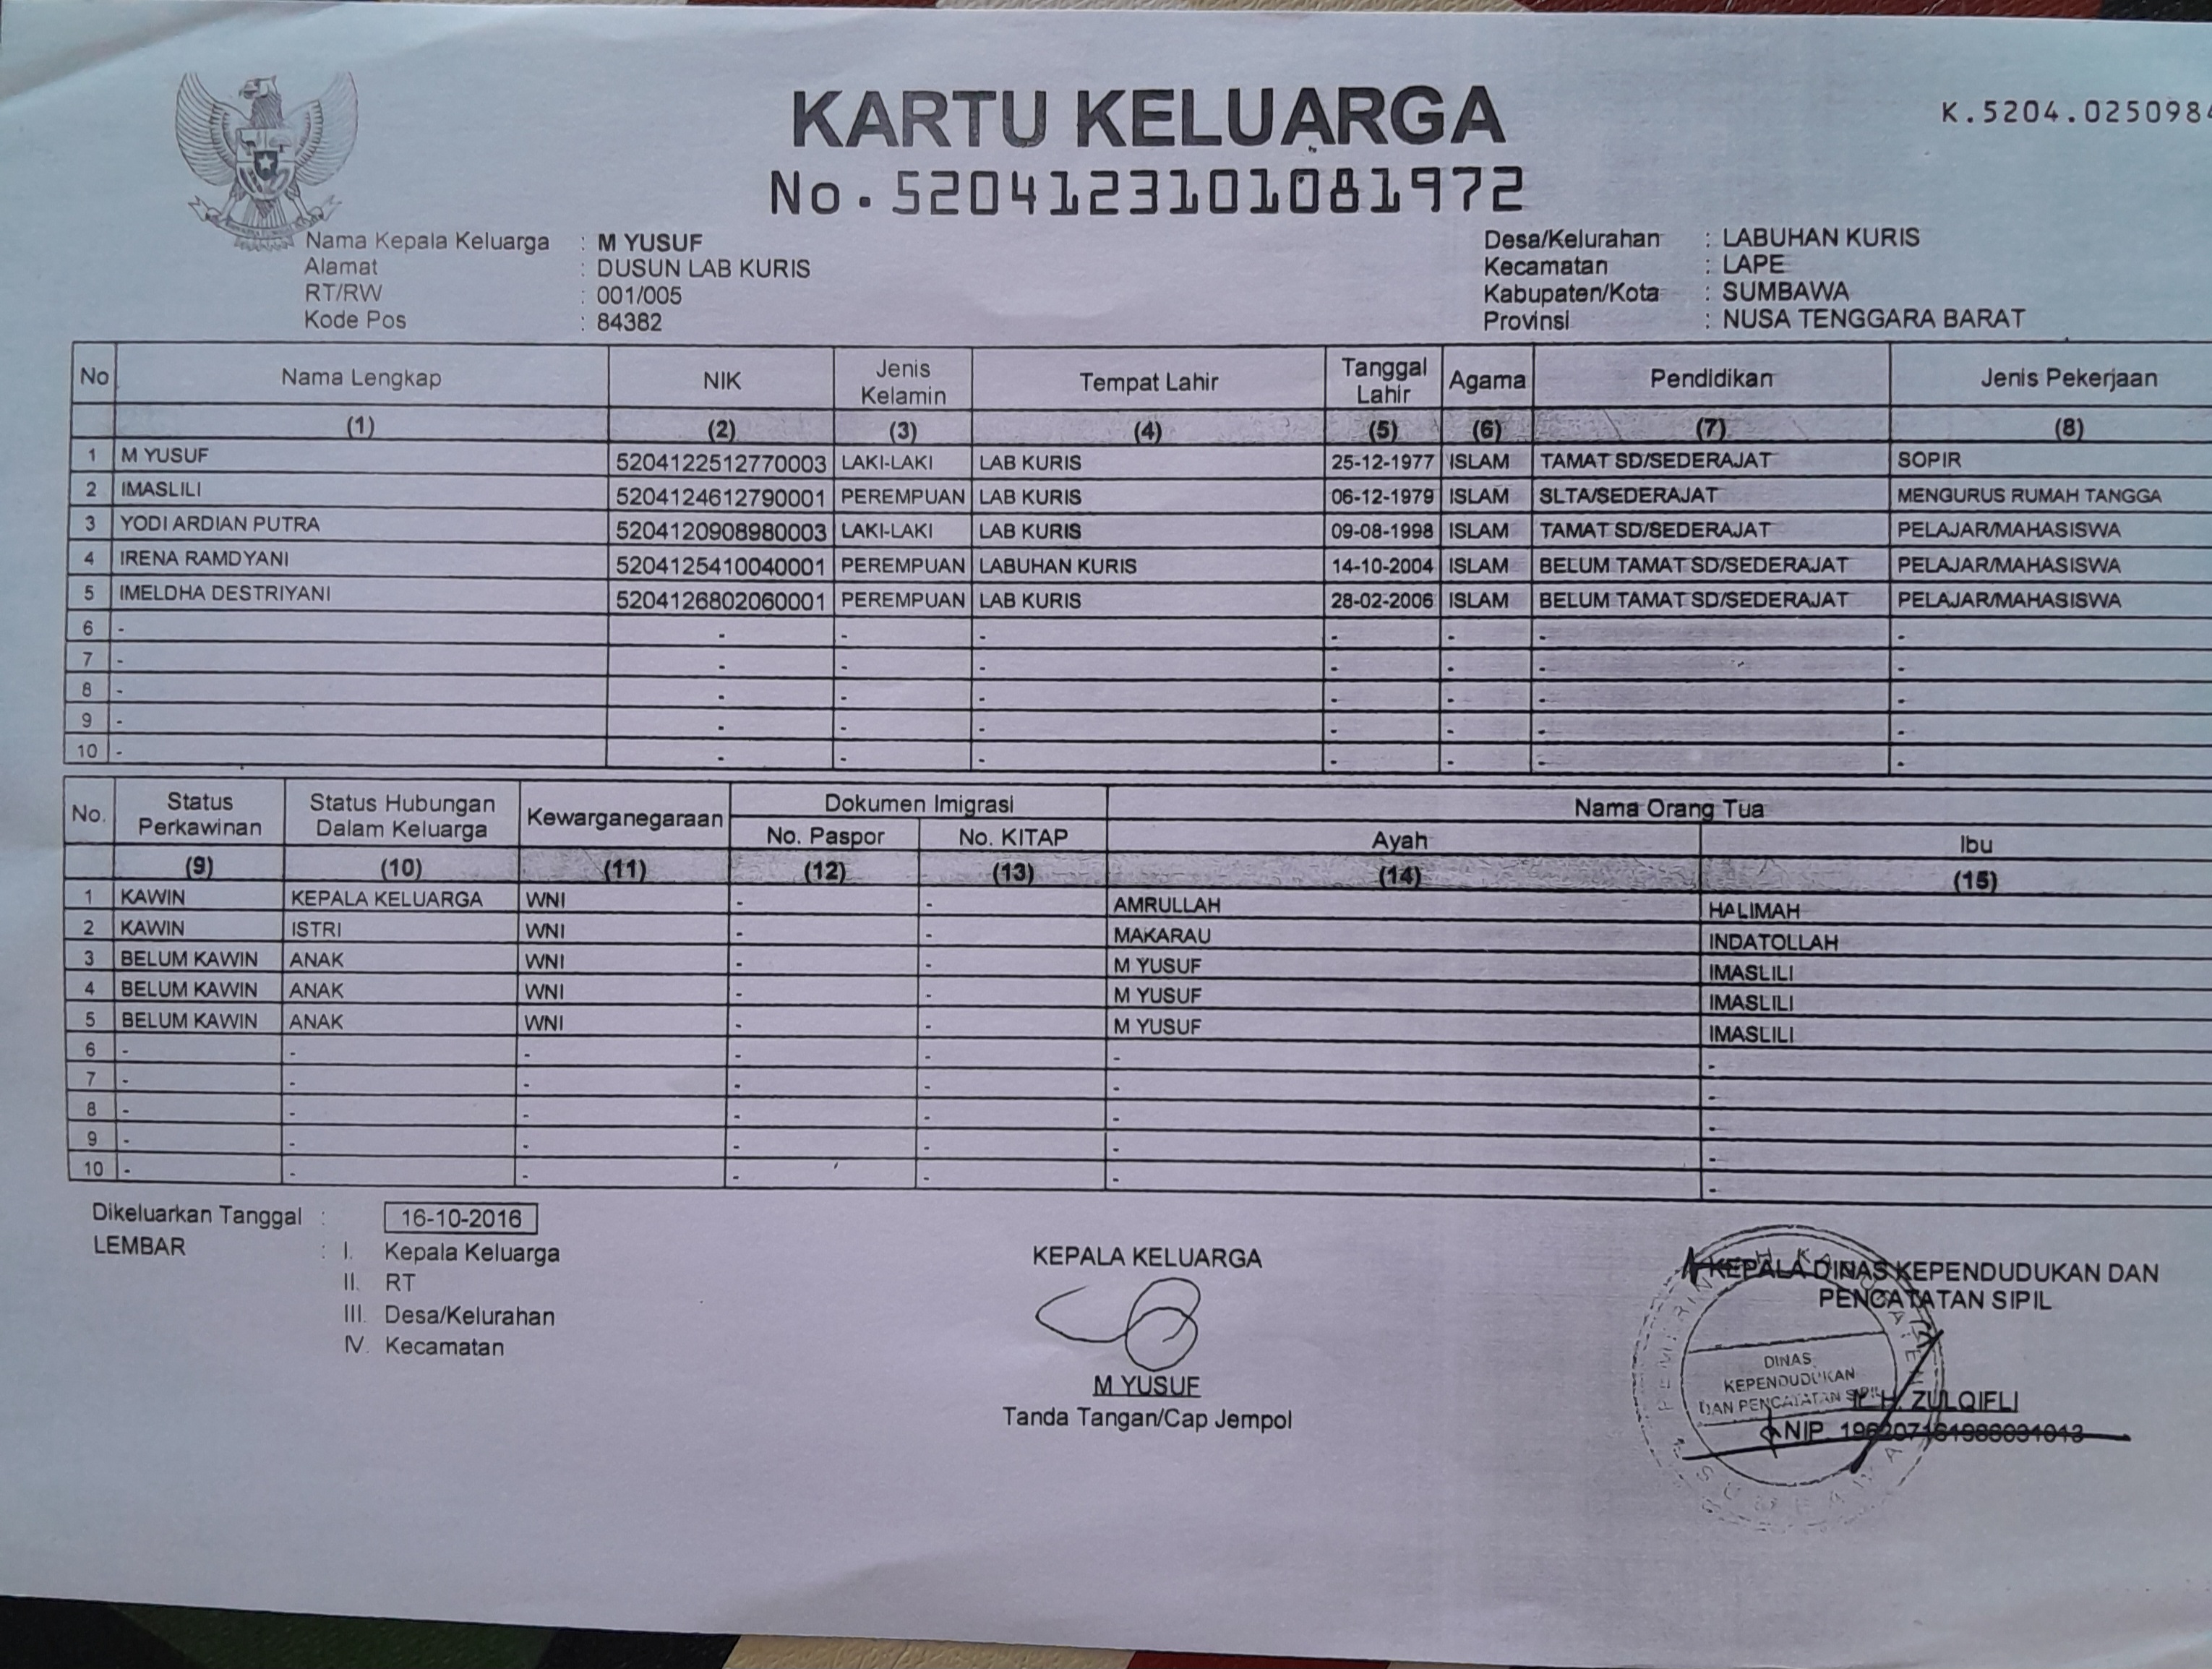 KARTU KELUARGA
K.5204.0250984
No.5204123101081972
Nama Kepala Keluarga : M YUSUF
Alamat : DUSUN LAB KURIS
RT/RW : 001/005
Kode Pos : 84382
Desa/Kelurahan : LABUHAN KURIS
Kecamatan : LAPE
Kabupaten/Kota : SUMBAWA
Provinsi : NUSA TENGGARA BARAT
No Nama Lengkap NIK Jenis Kelamin Tempat Lahir Tanggal Lahir Agama Pendidikan Jenis Pekerjaan
(1) (2) (3) (4) (5) (6) (7) (8)
1 M YUSUF 5204122512770003 LAKI-LAKI LAB KURIS 25-12-1977 ISLAM TAMAT SD/SEDERAJAT SOPIR
2 IMASLILI 5204124612790001 PEREMPUAN LAB KURIS 06-12-1979 ISLAM SLTA/SEDERAJAT MENGURUS RUMAH TANGGA
3 YODI ARDIAN PUTRA 5204120908980003 LAKI-LAKI LAB KURIS 09-08-1998 ISLAM TAMAT SD/SEDERAJAT PELAJAR/MAHASISWA
4 IRENA RAMDYANI 5204125410040001 PEREMPUAN LABUHAN KURIS 14-10-2004 ISLAM BELUM TAMAT SD/SEDERAJAT PELAJAR/MAHASISWA
5 IMELDHA DESTRIYANI 5204126802060001 PEREMPUAN LAB KURIS 28-02-2006 ISLAM BELUM TAMAT SD/SEDERAJAT PELAJAR/MAHASISWA
6 - - - - - - - -
7 - - - - - - - -
8 - - - - - - - -
9 - - - - - - - -
10 - - - - - - - -
No. Status Perkawinan Status Hubungan Dalam Keluarga Kewarganegaraan Dokumen Imigrasi Nama Orang Tua
No. Paspor No. KITAP Ayah Ibu
(9) (10) (11) (12) (13) (14) (15)
1 KAWIN KEPALA KELUARGA WNI - - AMRULLAH HALIMAH
2 KAWIN ISTRI WNI - - MAKARAU INDATOLLAH
3 BELUM KAWIN ANAK WNI - - M YUSUF IMASLILI
4 BELUM KAWIN ANAK WNI - - M YUSUF IMASLILI
5 BELUM KAWIN ANAK WNI - - M YUSUF IMASLILI
6 - - - - - - -
7 - - - - - - -
8 - - - - - - -
9 - - - - - - -
10 - - - - - - -
Dikeluarkan Tanggal : 16-10-2016
LEMBAR : I. Kepala Keluarga
II. RT
III. Desa/Kelurahan
IV. Kecamatan
KEPALA KELUARGA
M YUSUF
Tanda Tangan/Cap Jempol
KEPALA DINAS KEPENDUDUKAN DAN
PENCATATAN SIPIL
DINAS
KEPENDUDUKAN
DAN PENCATATAN SIPIL
H. ZULQIFLI
NIP.